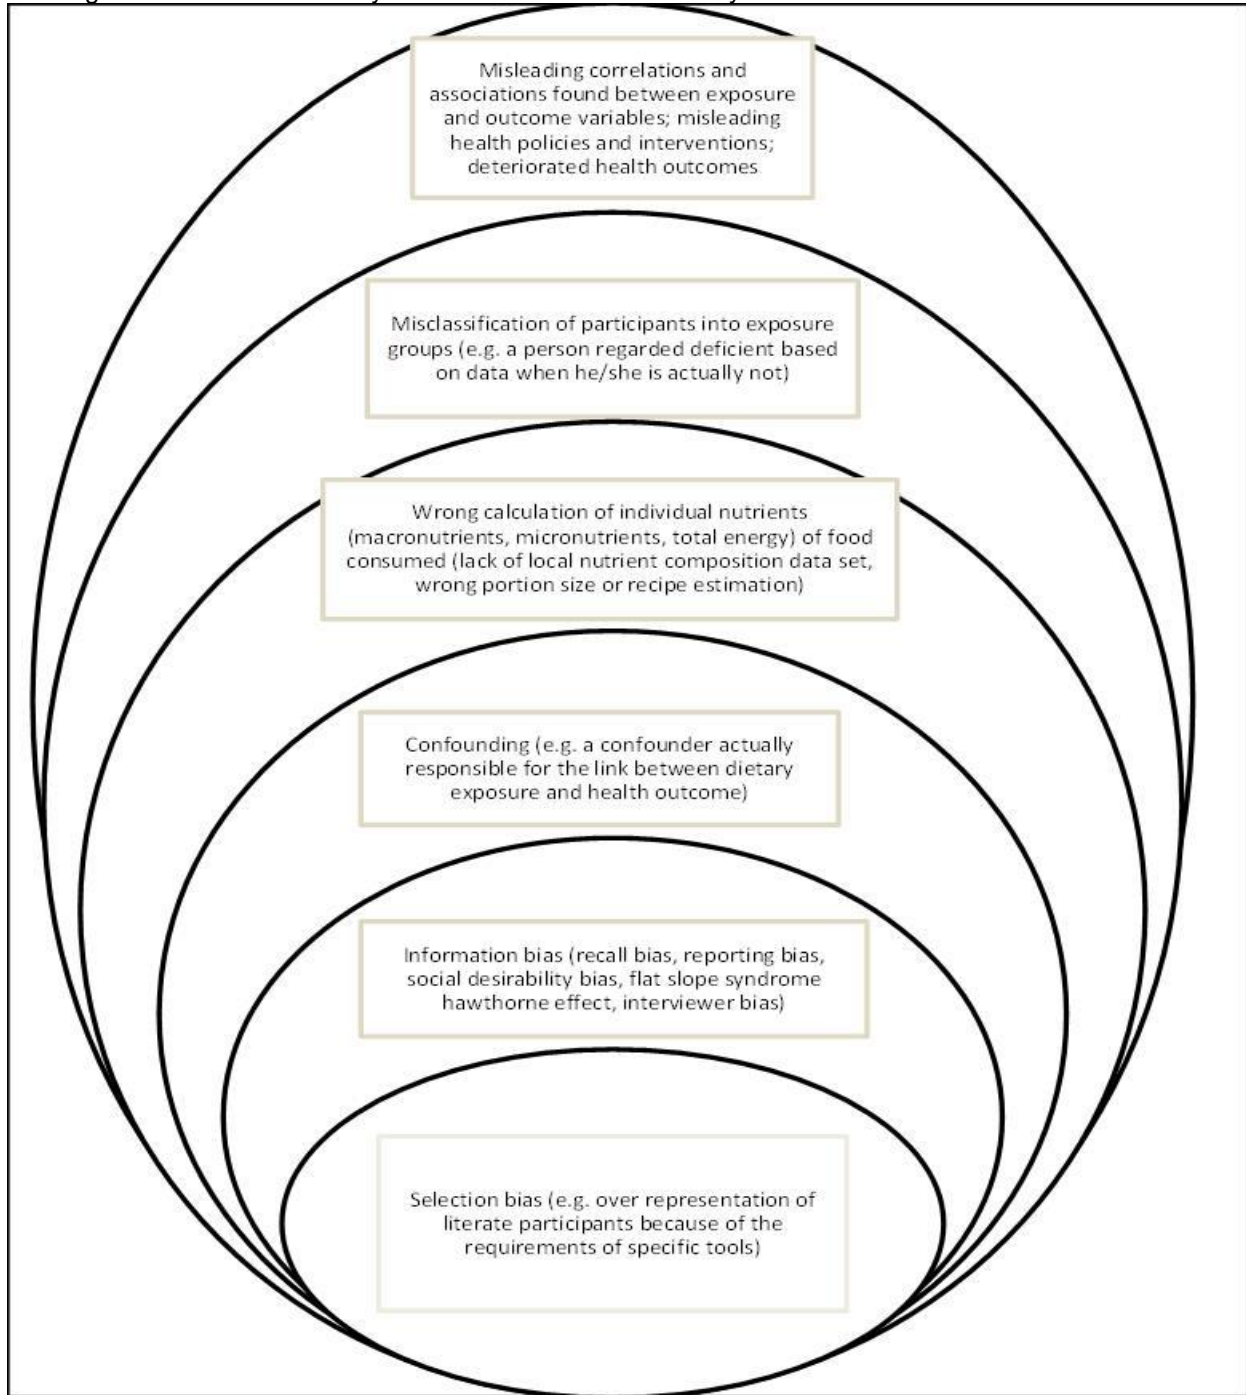 Misleading correlations and
associations found between exposure
and outcome variables; misleading
health policies and interventions;
deteriorated health outcomes
Misclassification of participants into exposure
groups (e.g. a person regarded deficient based
on data when he/she is actually not)
Wrong calculation of individual nutrients
(macronutrients, micronutrients, total energy) of food
consumed (lack of local nutrient composition data set,
wrong portion size or recipe estimation)
Confounding (e.g. a confounder actually
responsible for the link between dietary
exposure and health outcome)
Information bias (recall bias, reporting bias,
social desirability bias, flat slope syndrome
hawthorne effect, interviewer bias)
Selection bias (e.g. over representation of
literate participants because of the
requirements of specific tools)